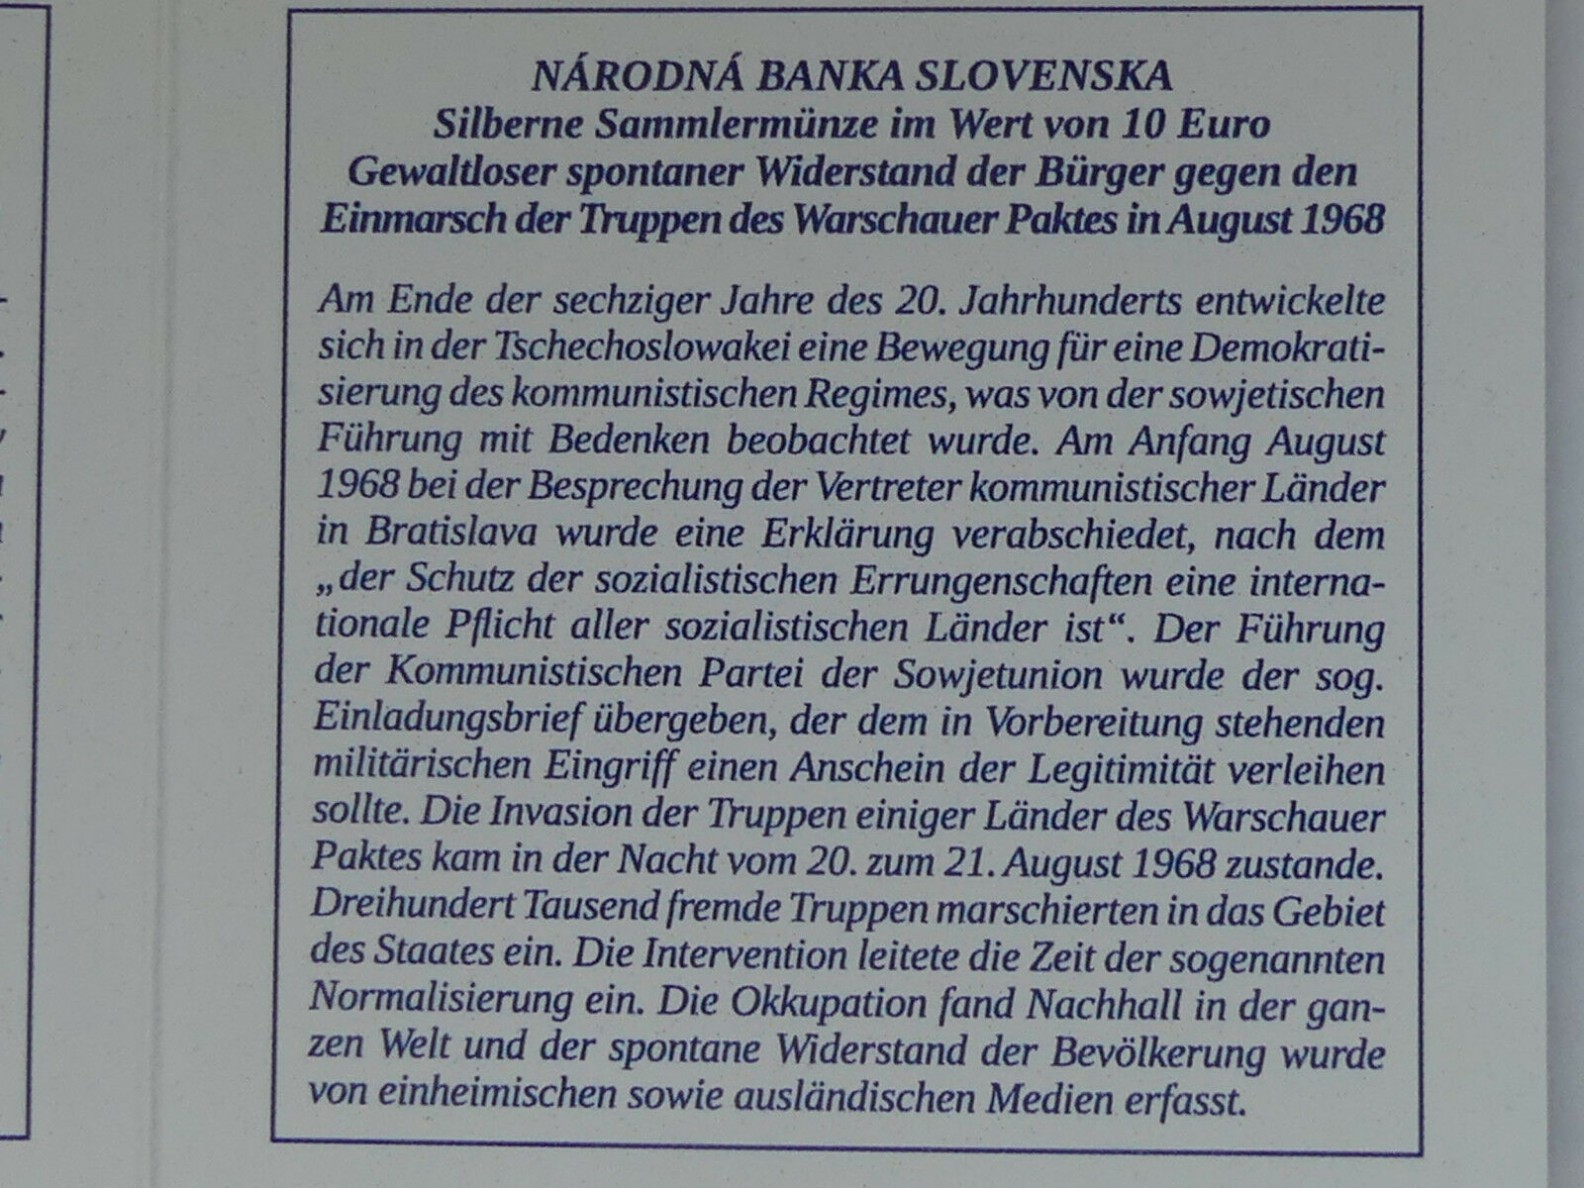 NÁRODNÁ BANKA SLOVENSKA
Silberne Sammlermünze im Wert von 10 Euro
Gewaltloser spontaner Widerstand der Bürger gegen den
Einmarsch der Truppen des Warschauer Paktes in August 1968
Am Ende der sechziger Jahre des 20. Jahrhunderts entwickelte
sich in der Tschechoslowakei eine Bewegung für eine Demokrati-
sierung des kommunistischen Regimes, was von der sowjetischen
Führung mit Bedenken beobachtet wurde. Am Anfang August
1968 bei der Besprechung der Vertreter kommunistischer Länder
in Bratislava wurde eine Erklärung verabschiedet, nach dem
„der Schutz der sozialistischen Errungenschaften eine interna-
tionale Pflicht aller sozialistischen Länder ist“. Der Führung
der Kommunistischen Partei der Sowjetunion wurde der sog.
Einladungsbrief übergeben, der dem in Vorbereitung stehenden
militärischen Eingriff einen Anschein der Legitimität verleihen
sollte. Die Invasion der Truppen einiger Länder des Warschauer
Paktes kam in der Nacht vom 20. zum 21. August 1968 zustande.
Dreihundert Tausend fremde Truppen marschierten in das Gebiet
des Staates ein. Die Intervention leitete die Zeit der sogenannten
Normalisierung ein. Die Okkupation fand Nachhall in der gan-
zen Welt und der spontane Widerstand der Bevölkerung wurde
von einheimischen sowie ausländischen Medien erfasst.